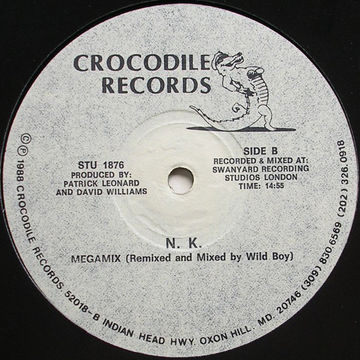 CROCODILE
RECORDS
STU 1876
PRODUCED BY:
PATRICK LEONARD
AND DAVID WILLIAMS
SIDE B
RECORDED & MIXED AT:
SWANYARD RECORDING
STUDIOS LONDON
TIME: 14:55
N. K.
MEGAMIX (Remixed and Mixed by Wild Boy)
©℗ 1988 CROCODILE RECORDS 52018-B INDIAN HEAD HWY. OXON HILL. MD. 20746 (309) 830.6569 (202) 326.0918